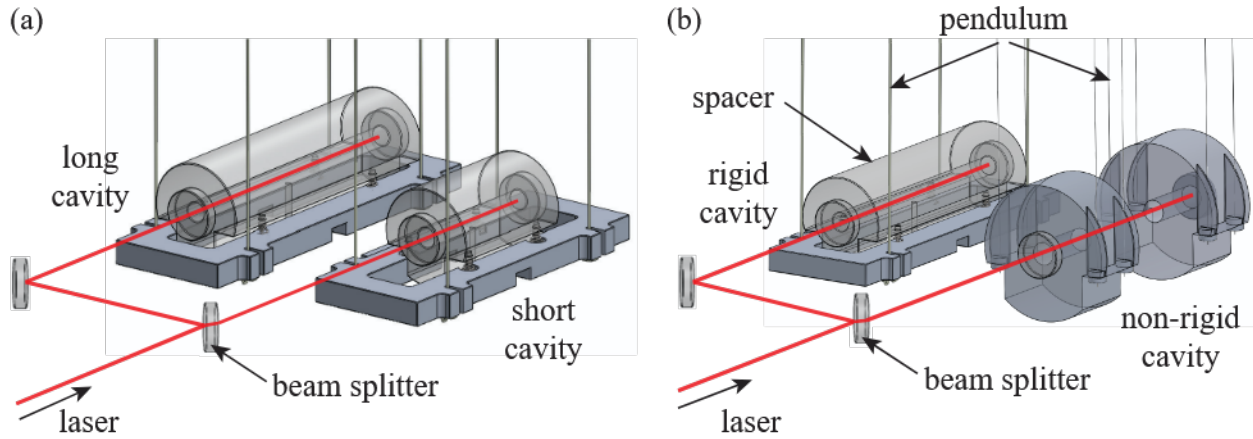 (a)
long
cavity
short
cavity
beam splitter
laser
(b)
pendulum
spacer
rigid
cavity
non-rigid
cavity
beam splitter
laser